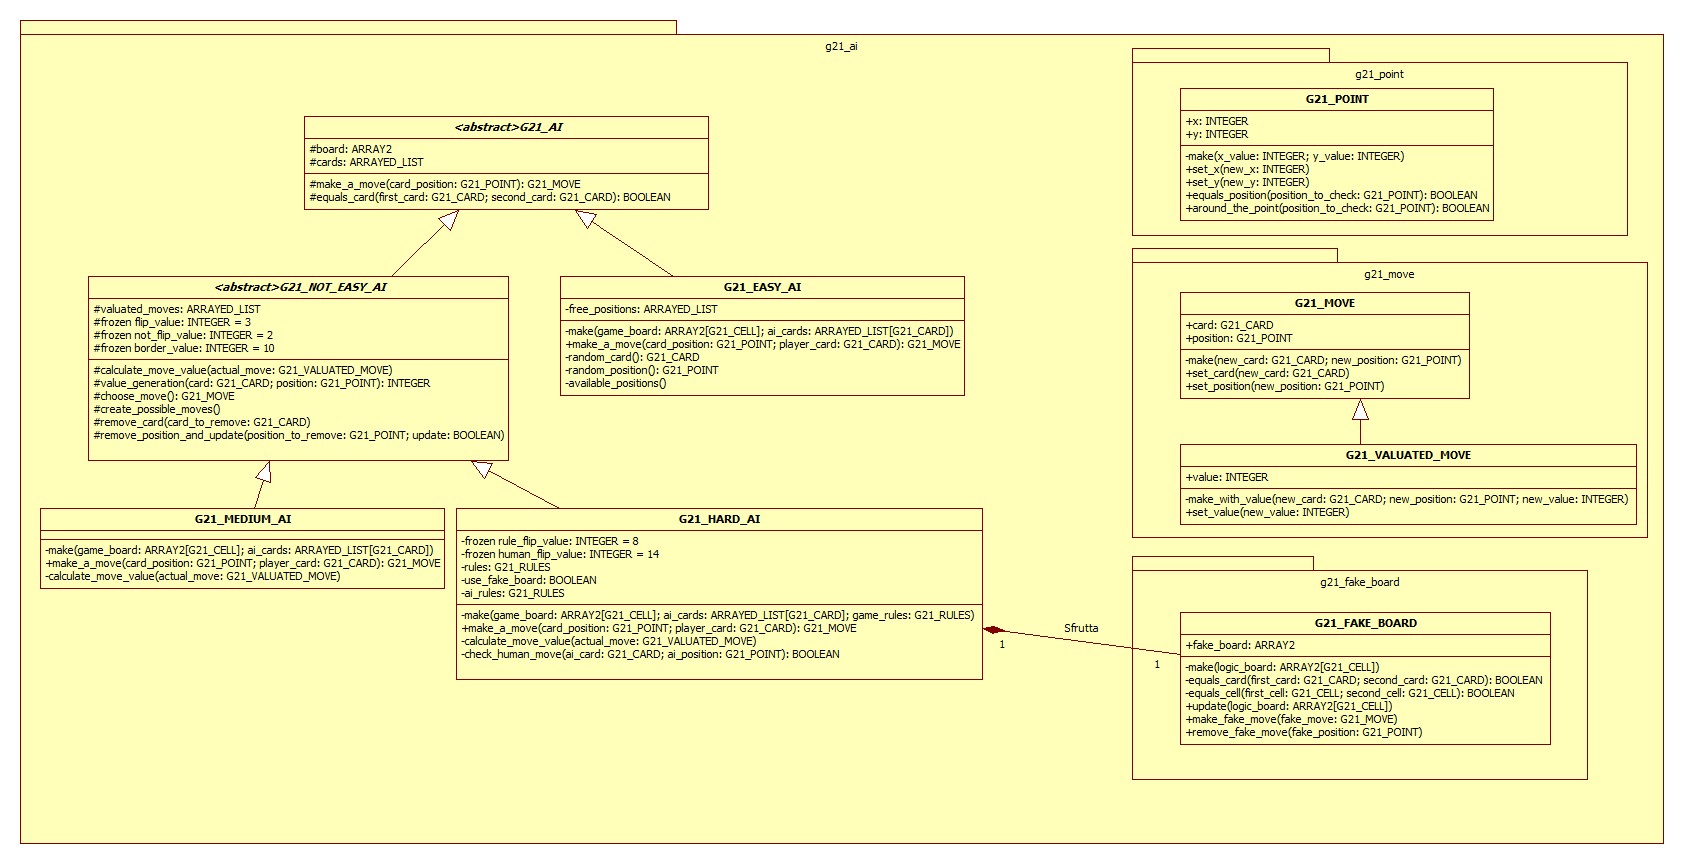 g21_ai
<abstract>G21_AI
#board: ARRAY2
#cards: ARRAYED_LIST
#make_a_move(card_position: G21_POINT): G21_MOVE
#equals_card(first_card: G21_CARD; second_card: G21_CARD): BOOLEAN
<abstract>G21_NOT_EASY_AI
#valuated_moves: ARRAYED_LIST
#frozen flip_value: INTEGER = 3
#frozen not_flip_value: INTEGER = 2
#frozen border_value: INTEGER = 10
#calculate_move_value(actual_move: G21_VALUATED_MOVE)
#value_generation(card: G21_CARD; position: G21_POINT): INTEGER
#choose_move(): G21_MOVE
#create_possible_moves()
#remove_card(card_to_remove: G21_CARD)
#remove_position_and_update(position_to_remove: G21_POINT; update: BOOLEAN)
G21_EASY_AI
-free_positions: ARRAYED_LIST
-make(game_board: ARRAY2[G21_CELL]; ai_cards: ARRAYED_LIST[G21_CARD])
+make_a_move(card_position: G21_POINT; player_card: G21_CARD): G21_MOVE
-random_card(): G21_CARD
-random_position(): G21_POINT
-available_positions()
G21_MEDIUM_AI
-make(game_board: ARRAY2[G21_CELL]; ai_cards: ARRAYED_LIST[G21_CARD])
+make_a_move(card_position: G21_POINT; player_card: G21_CARD): G21_MOVE
-calculate_move_value(actual_move: G21_VALUATED_MOVE)
G21_HARD_AI
-frozen rule_flip_value: INTEGER = 8
-frozen human_flip_value: INTEGER = 14
-rules: G21_RULES
-use_fake_board: BOOLEAN
-ai_rules: G21_RULES
-make(game_board: ARRAY2[G21_CELL]; ai_cards: ARRAYED_LIST[G21_CARD]; game_rules: G21_RULES)
+make_a_move(card_position: G21_POINT; player_card: G21_CARD): G21_MOVE
-calculate_move_value(actual_move: G21_VALUATED_MOVE)
-check_human_move(ai_card: G21_CARD; ai_position: G21_POINT): BOOLEAN
Sfrutta
1
1
g21_point
G21_POINT
+x: INTEGER
+y: INTEGER
-make(x_value: INTEGER; y_value: INTEGER)
+set_x(new_x: INTEGER)
+set_y(new_y: INTEGER)
+equals_position(position_to_check: G21_POINT): BOOLEAN
+around_the_point(position_to_check: G21_POINT): BOOLEAN
g21_move
G21_MOVE
+card: G21_CARD
+position: G21_POINT
-make(new_card: G21_CARD; new_position: G21_POINT)
+set_card(new_card: G21_CARD)
+set_position(new_position: G21_POINT)
G21_VALUATED_MOVE
+value: INTEGER
-make_with_value(new_card: G21_CARD; new_position: G21_POINT; new_value: INTEGER)
+set_value(new_value: INTEGER)
g21_fake_board
G21_FAKE_BOARD
+fake_board: ARRAY2
-make(logic_board: ARRAY2[G21_CELL])
-equals_card(first_card: G21_CARD; second_card: G21_CARD): BOOLEAN
-equals_cell(first_cell: G21_CELL; second_cell: G21_CELL): BOOLEAN
+update(logic_board: ARRAY2[G21_CELL])
+make_fake_move(fake_move: G21_MOVE)
+remove_fake_move(fake_position: G21_POINT)